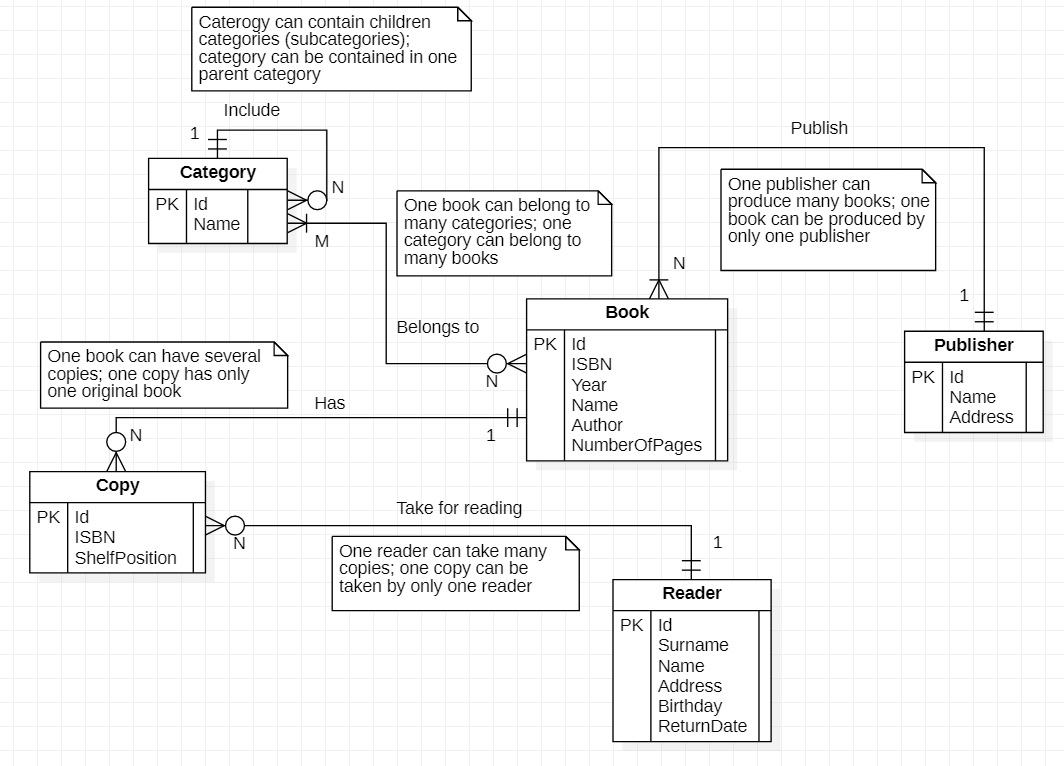 Caterogy can contain children
categories (subcategories);
category can be contained in one
parent category
Include
1
Category
PK
Id
Name
N
M
One book can belong to
many categories; one
category can belong to
many books
Publish
One publisher can
produce many books; one
book can be produced by
only one publisher
N
1
Belongs to
N
Book
PK
Id
ISBN
Year
Name
Author
NumberOfPages
Publisher
PK
Id
Name
Address
One book can have several
copies; one copy has only
one original book
Has
1
N
Copy
PK
Id
ISBN
ShelfPosition
N
Take for reading
1
One reader can take many
copies; one copy can be
taken by only one reader
Reader
PK
Id
Surname
Name
Address
Birthday
ReturnDate